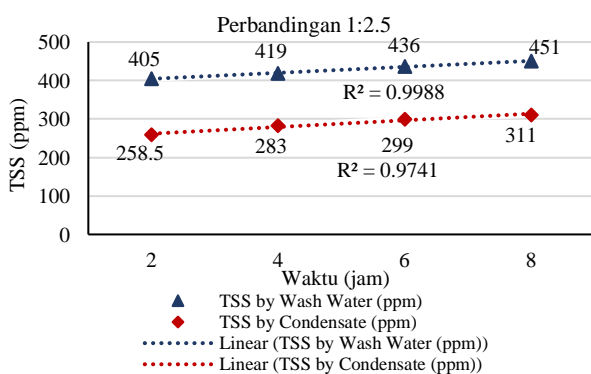 Perbandingan 1:2.5
500
400
300
200
100
0
TSS (ppm)
405
419
436
451
R² = 0.9988
258.5
283
299
311
R² = 0.9741
2
4
6
8
Waktu (jam)
TSS by Wash Water (ppm)
TSS by Condensate (ppm)
Linear (TSS by Wash Water (ppm))
Linear (TSS by Condensate (ppm))